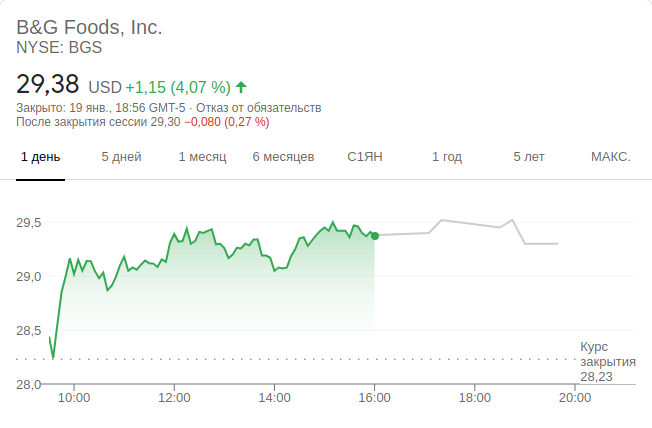 B&G Foods, Inc.
NYSE: BGS
29,38 USD +1,15 (4,07 %)
Закрыто: 19 янв., 18:56 GMT-5 · Отказ от обязательств
После закрытия сессии 29,30 −0,080 (0,27 %)
1 день 5 дней 1 месяц 6 месяцев С1ЯН 1 год 5 лет МАКС.
29,5
29,0
28,5
28,0
Курс
закрытия
28,23
10:00 12:00 14:00 16:00 18:00 20:00